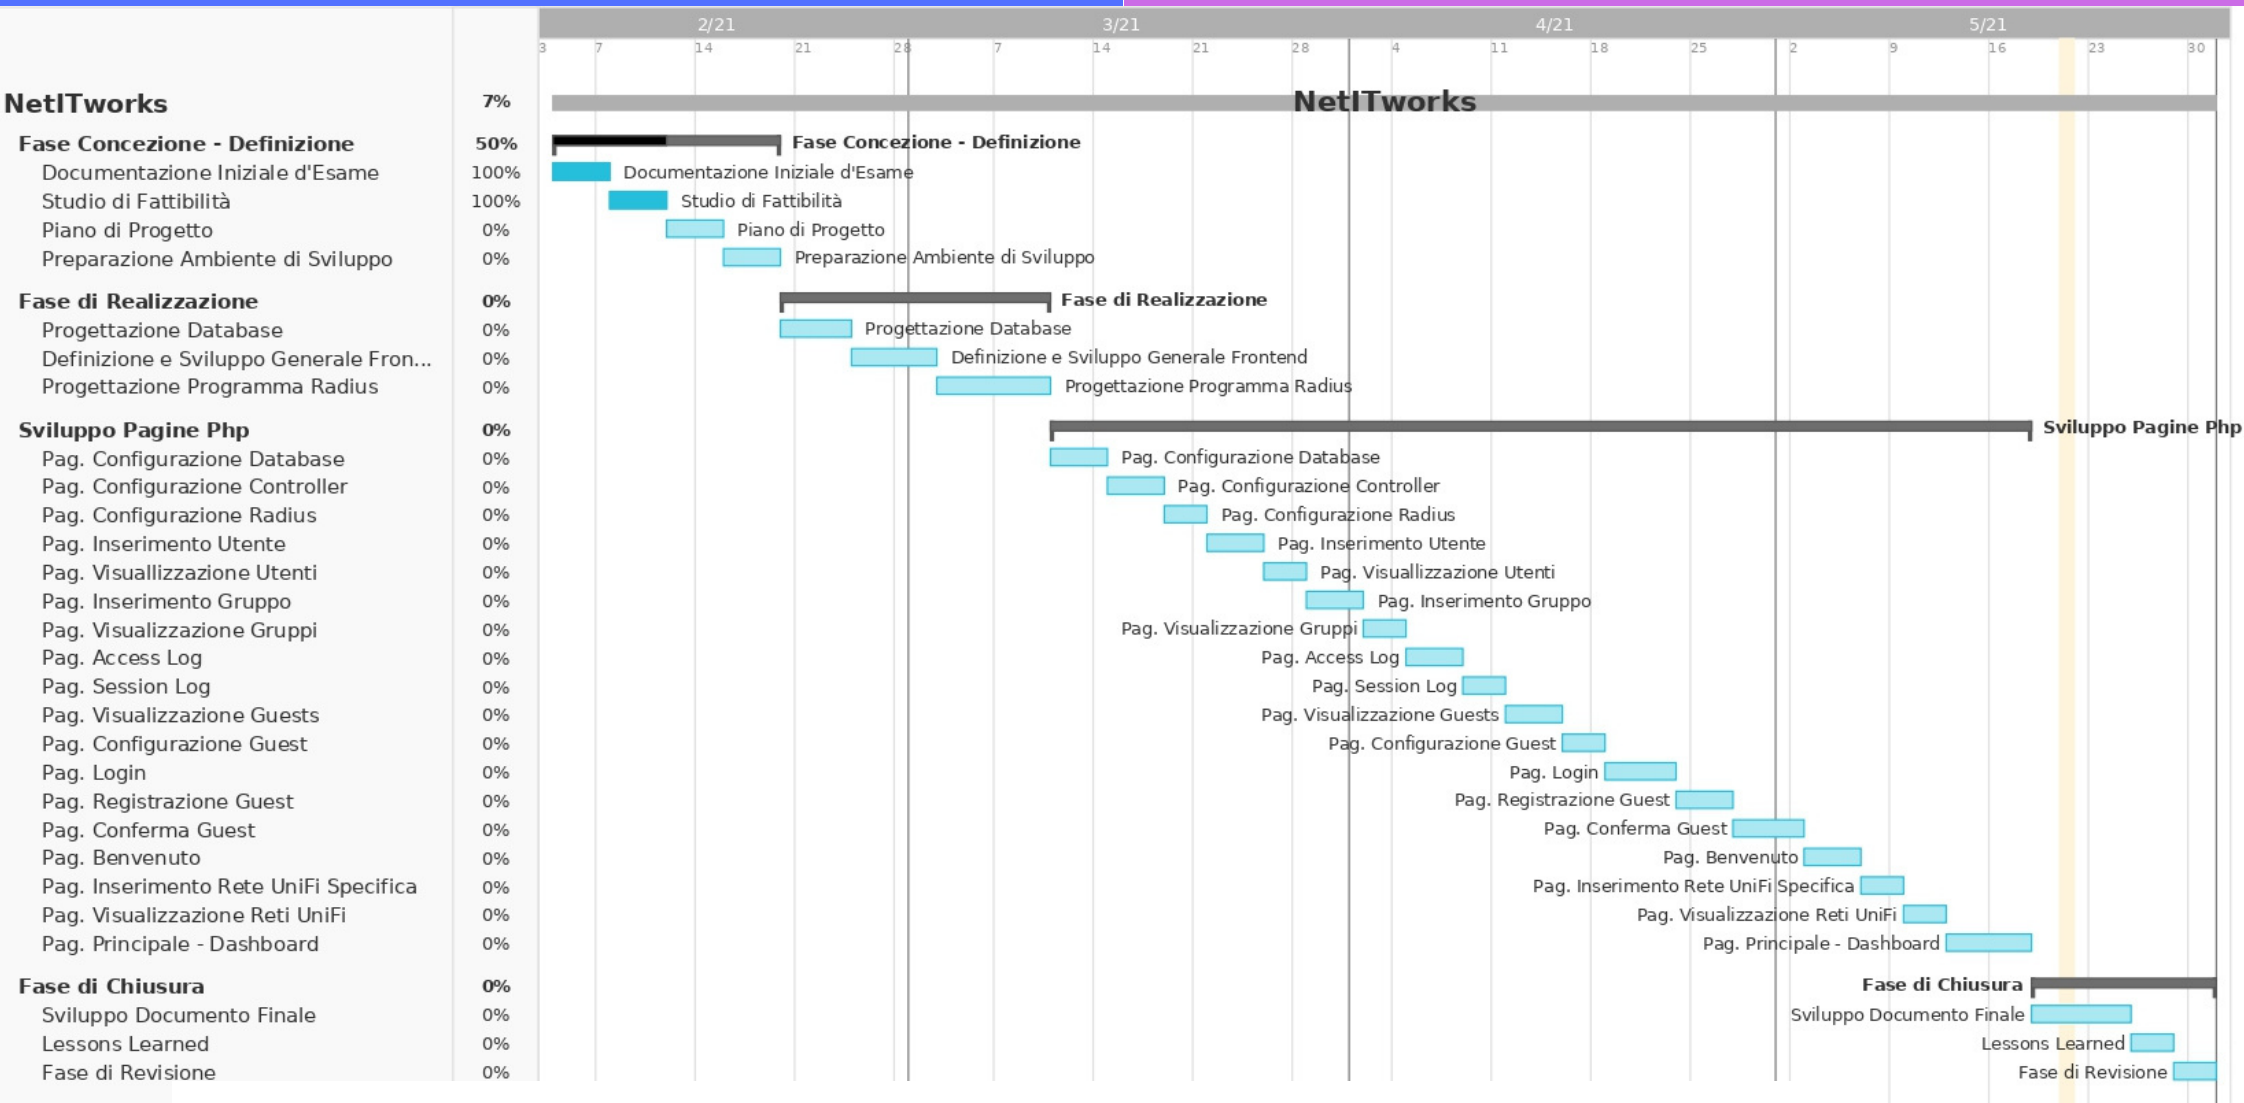 2/21 3/21 4/21 5/21
3 7 14 21 28 7 14 21 28 4 11 18 25 2 9 16 23 30
NetITworks 7% NetITworks
Fase Concezione - Definizione 50% Fase Concezione - Definizione
Documentazione Iniziale d'Esame 100% Documentazione Iniziale d'Esame
Studio di Fattibilità 100% Studio di Fattibilità
Piano di Progetto 0% Piano di Progetto
Preparazione Ambiente di Sviluppo 0% Preparazione Ambiente di Sviluppo
Fase di Realizzazione 0% Fase di Realizzazione
Progettazione Database 0% Progettazione Database
Definizione e Sviluppo Generale Fron... 0% Definizione e Sviluppo Generale Frontend
Progettazione Programma Radius 0% Progettazione Programma Radius
Sviluppo Pagine Php 0% Sviluppo Pagine Php
Pag. Configurazione Database 0% Pag. Configurazione Database
Pag. Configurazione Controller 0% Pag. Configurazione Controller
Pag. Configurazione Radius 0% Pag. Configurazione Radius
Pag. Inserimento Utente 0% Pag. Inserimento Utente
Pag. Visuallizzazione Utenti 0% Pag. Visuallizzazione Utenti
Pag. Inserimento Gruppo 0% Pag. Inserimento Gruppo
Pag. Visualizzazione Gruppi 0% Pag. Visualizzazione Gruppi
Pag. Access Log 0% Pag. Access Log
Pag. Session Log 0% Pag. Session Log
Pag. Visualizzazione Guests 0% Pag. Visualizzazione Guests
Pag. Configurazione Guest 0% Pag. Configurazione Guest
Pag. Login 0% Pag. Login
Pag. Registrazione Guest 0% Pag. Registrazione Guest
Pag. Conferma Guest 0% Pag. Conferma Guest
Pag. Benvenuto 0% Pag. Benvenuto
Pag. Inserimento Rete UniFi Specifica 0% Pag. Inserimento Rete UniFi Specifica
Pag. Visualizzazione Reti UniFi 0% Pag. Visualizzazione Reti UniFi
Pag. Principale - Dashboard 0% Pag. Principale - Dashboard
Fase di Chiusura 0% Fase di Chiusura
Sviluppo Documento Finale 0% Sviluppo Documento Finale
Lessons Learned 0% Lessons Learned
Fase di Revisione 0% Fase di Revisione